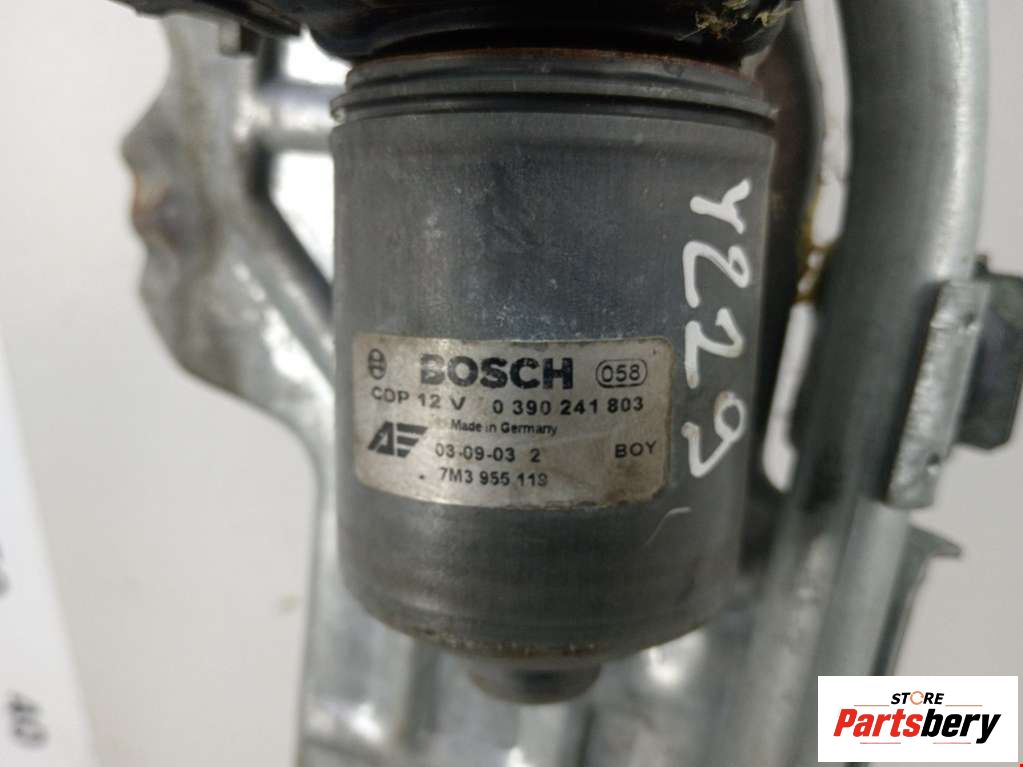 BOSCH 058
CDP 12 V 0 390 241 803
Made in Germany
03-09-03 2 BOY
7M3 955 119
Y229
STORE
Partsbery